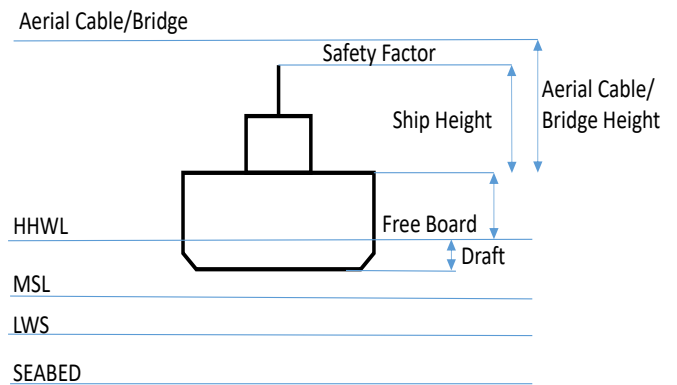 Aerial Cable/Bridge
Safety Factor
Aerial Cable/
Bridge Height
Ship Height
Free Board
HHWL
Draft
MSL
LWS
SEABED